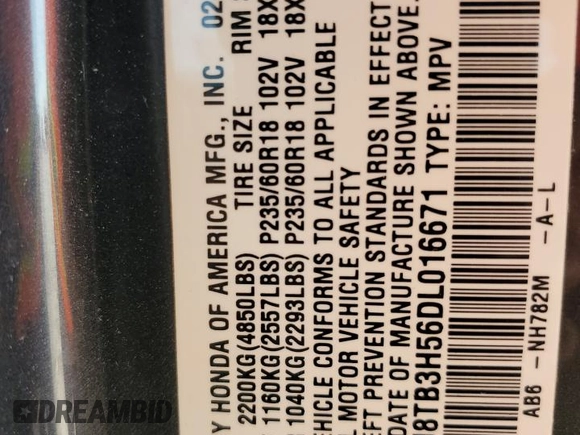 Y HONDA OF AMERICA MFG., INC. 02
2200KG(4850LBS) TIRE SIZE RIM
1160KG(2557LBS) P235/60R18 102V 18X
1040KG(2293LBS) P235/60R18 102V 18X
HICLE CONFORMS TO ALL APPLICABLE
L MOTOR VEHICLE SAFETY
EFT PREVENTION STANDARDS IN EFFECT
DATE OF MANUFACTURE SHOWN ABOVE.
8TB3H56DL016671 TYPE: MPV
AB6 - NH782M - A-L
DREAMBID